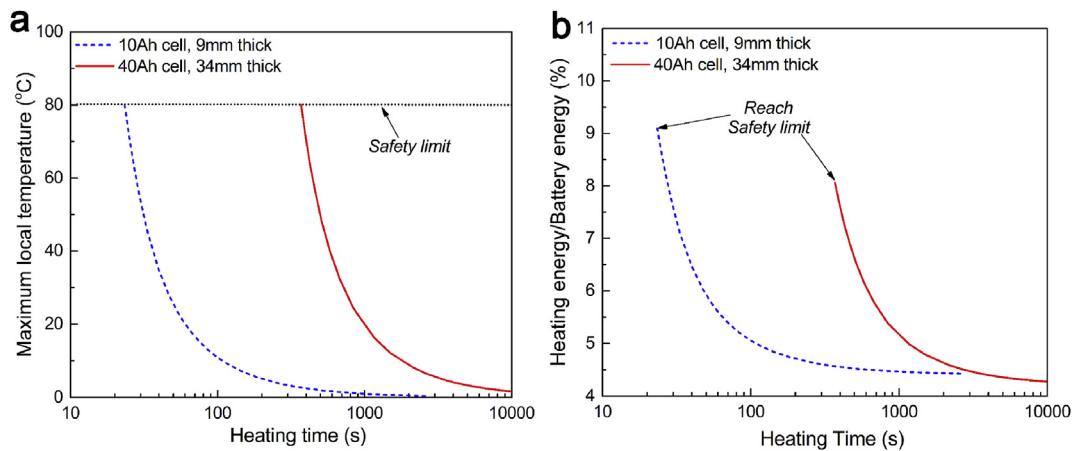 a
10Ah cell, 9mm thick
40Ah cell, 34mm thick
Safety limit
Maximum local temperature (°C)
100
80
60
40
20
0
10
100
1000
10000
Heating time (s)
b
10Ah cell, 9mm thick
40Ah cell, 34mm thick
Reach
Safety limit
Heating energy/Battery energy (%)
11
10
9
8
7
6
5
4
10
100
1000
10000
Heating Time (s)